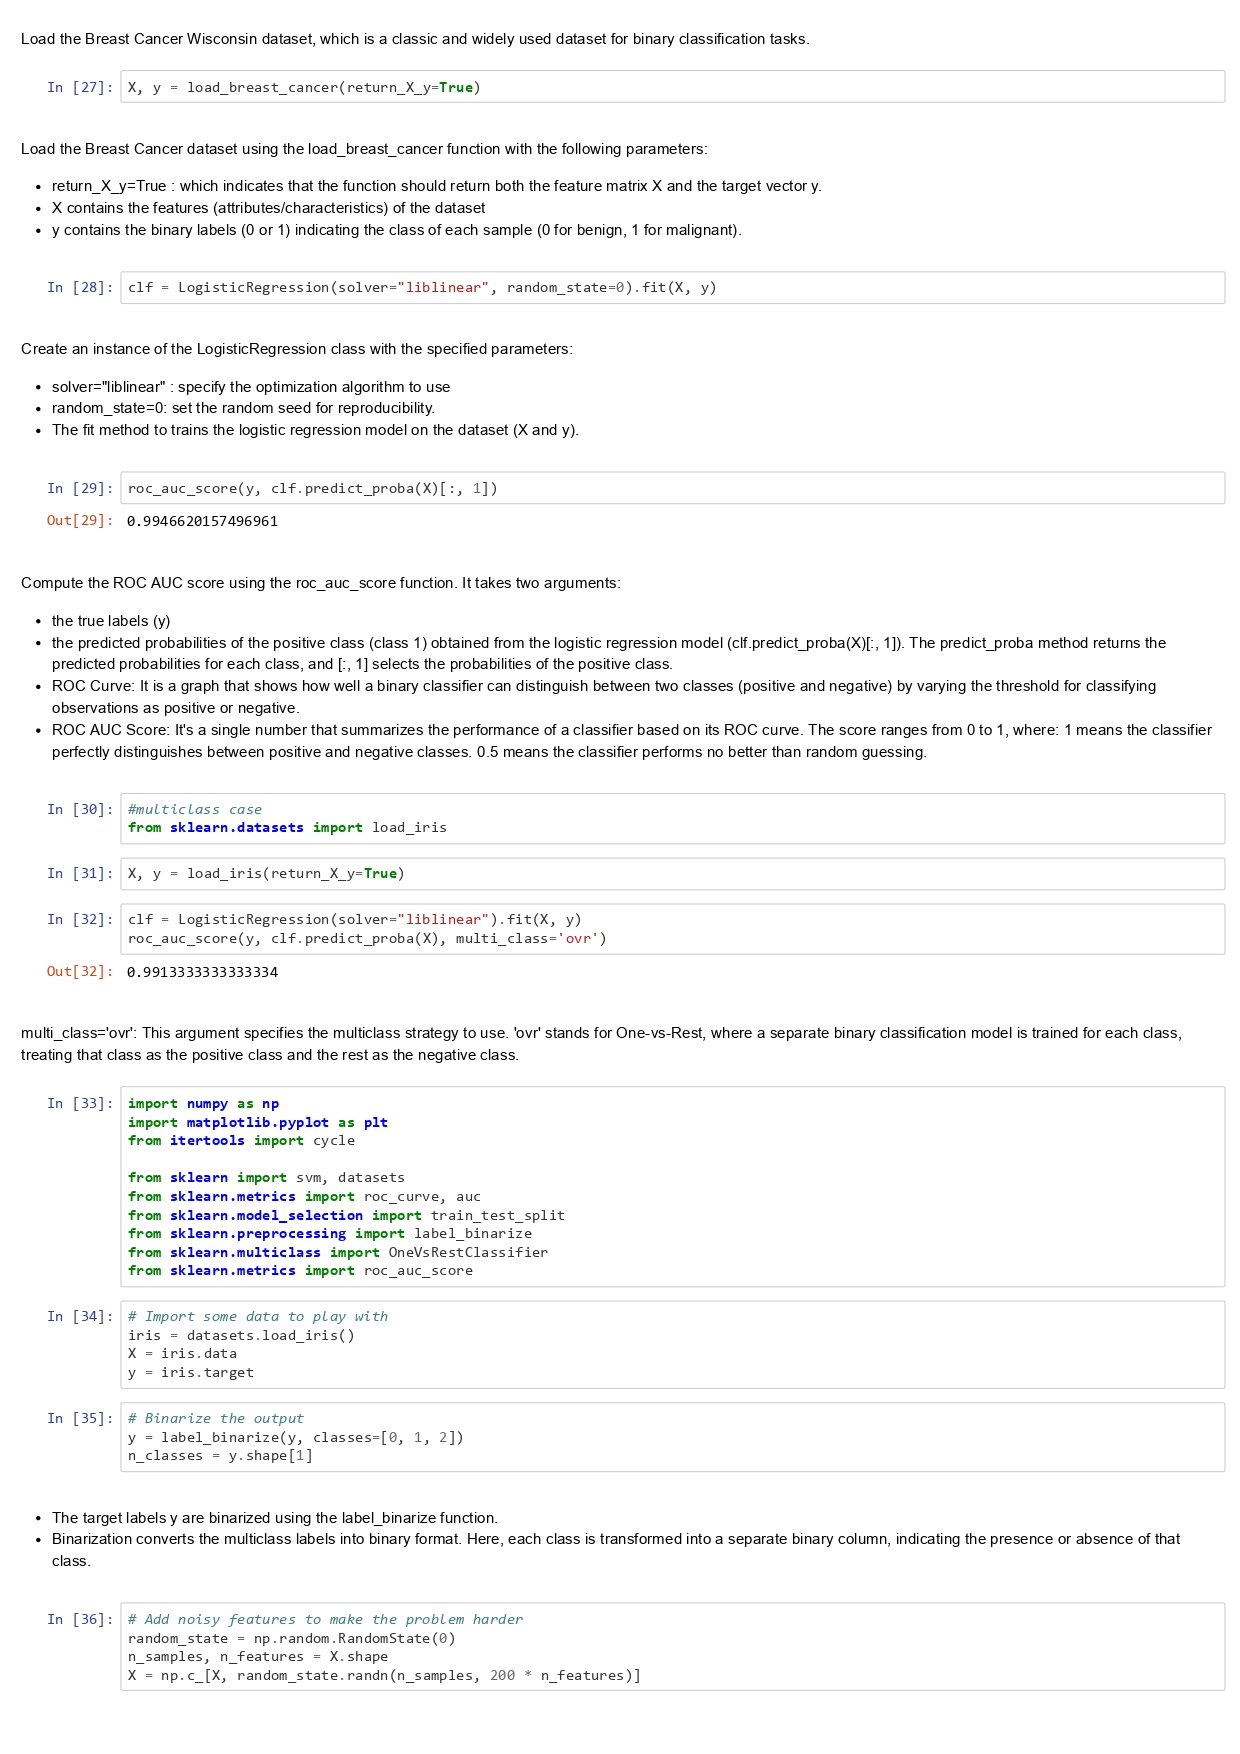 Load the Breast Cancer Wisconsin dataset, which is a classic and widely used dataset for binary classification tasks.
In [27]: X, y = load_breast_cancer(return_X_y=True)
Load the Breast Cancer dataset using the load_breast_cancer function with the following parameters:
• return_X_y=True : which indicates that the function should return both the feature matrix X and the target vector y.
• X contains the features (attributes/characteristics) of the dataset
• y contains the binary labels (0 or 1) indicating the class of each sample (0 for benign, 1 for malignant).
In [28]: clf = LogisticRegression(solver="liblinear", random_state=0).fit(X, y)
Create an instance of the LogisticRegression class with the specified parameters:
• solver="liblinear" : specify the optimization algorithm to use
• random_state=0: set the random seed for reproducibility.
• The fit method to trains the logistic regression model on the dataset (X and y).
In [29]: roc_auc_score(y, clf.predict_proba(X)[:, 1])
Out[29]: 0.9946620157496961
Compute the ROC AUC score using the roc_auc_score function. It takes two arguments:
• the true labels (y)
• the predicted probabilities of the positive class (class 1) obtained from the logistic regression model (clf.predict_proba(X)[:, 1]). The predict_proba method returns the
predicted probabilities for each class, and [:, 1] selects the probabilities of the positive class.
• ROC Curve: It is a graph that shows how well a binary classifier can distinguish between two classes (positive and negative) by varying the threshold for classifying
observations as positive or negative.
• ROC AUC Score: It's a single number that summarizes the performance of a classifier based on its ROC curve. The score ranges from 0 to 1, where: 1 means the classifier
perfectly distinguishes between positive and negative classes. 0.5 means the classifier performs no better than random guessing.
In [30]: #multiclass case
from sklearn.datasets import load_iris
In [31]: X, y = load_iris(return_X_y=True)
In [32]: clf = LogisticRegression(solver="liblinear").fit(X, y)
roc_auc_score(y, clf.predict_proba(X), multi_class='ovr')
Out[32]: 0.9913333333333334
multi_class='ovr': This argument specifies the multiclass strategy to use. 'ovr' stands for One-vs-Rest, where a separate binary classification model is trained for each class,
treating that class as the positive class and the rest as the negative class.
In [33]: import numpy as np
import matplotlib.pyplot as plt
from itertools import cycle
from sklearn import svm, datasets
from sklearn.metrics import roc_curve, auc
from sklearn.model_selection import train_test_split
from sklearn.preprocessing import label_binarize
from sklearn.multiclass import OneVsRestClassifier
from sklearn.metrics import roc_auc_score
In [34]: # Import some data to play with
iris = datasets.load_iris()
X = iris.data
y = iris.target
In [35]: # Binarize the output
y = label_binarize(y, classes=[0, 1, 2])
n_classes = y.shape[1]
• The target labels y are binarized using the label_binarize function.
• Binarization converts the multiclass labels into binary format. Here, each class is transformed into a separate binary column, indicating the presence or absence of that
class.
In [36]: # Add noisy features to make the problem harder
random_state = np.random.RandomState(0)
n_samples, n_features = X.shape
X = np.c_[X, random_state.randn(n_samples, 200 * n_features)]